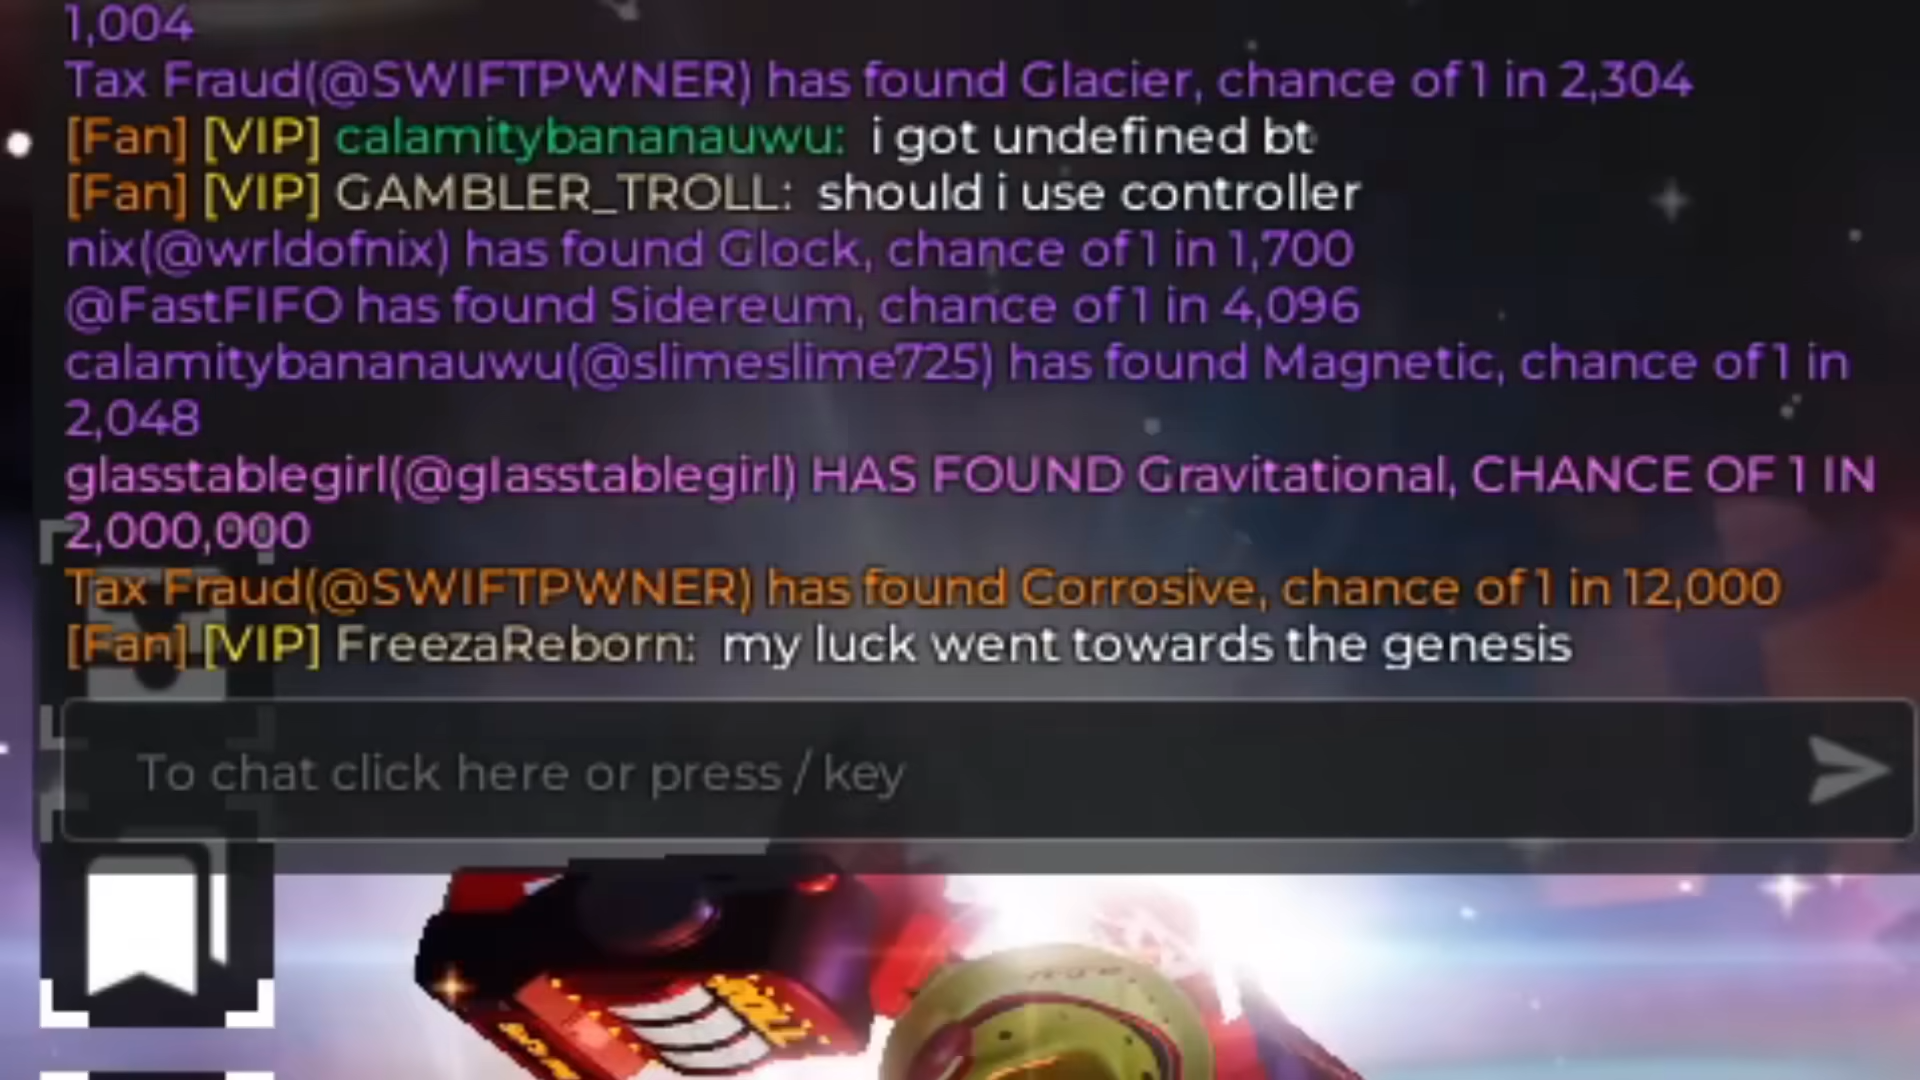 1,004
Tax Fraud(@SWIFTPWNER) has found Glacier, chance of 1 in 2,304
[Fan] [VIP] calamitybananauwu: i got undefined bt
[Fan] [VIP] GAMBLER_TROLL: should i use controller
nix(@wrldofnix) has found Glock, chance of 1 in 1,700
@FastFIFO has found Sidereum, chance of 1 in 4,096
calamitybananauwu(@slimeslime725) has found Magnetic, chance of 1 in
2,048
glasstablegirl(@glasstablegirl) HAS FOUND Gravitational, CHANCE OF 1 IN
2,000,000
Tax Fraud(@SWIFTPWNER) has found Corrosive, chance of 1 in 12,000
[Fan] [VIP] FreezaReborn: my luck went towards the genesis
To chat click here or press / key